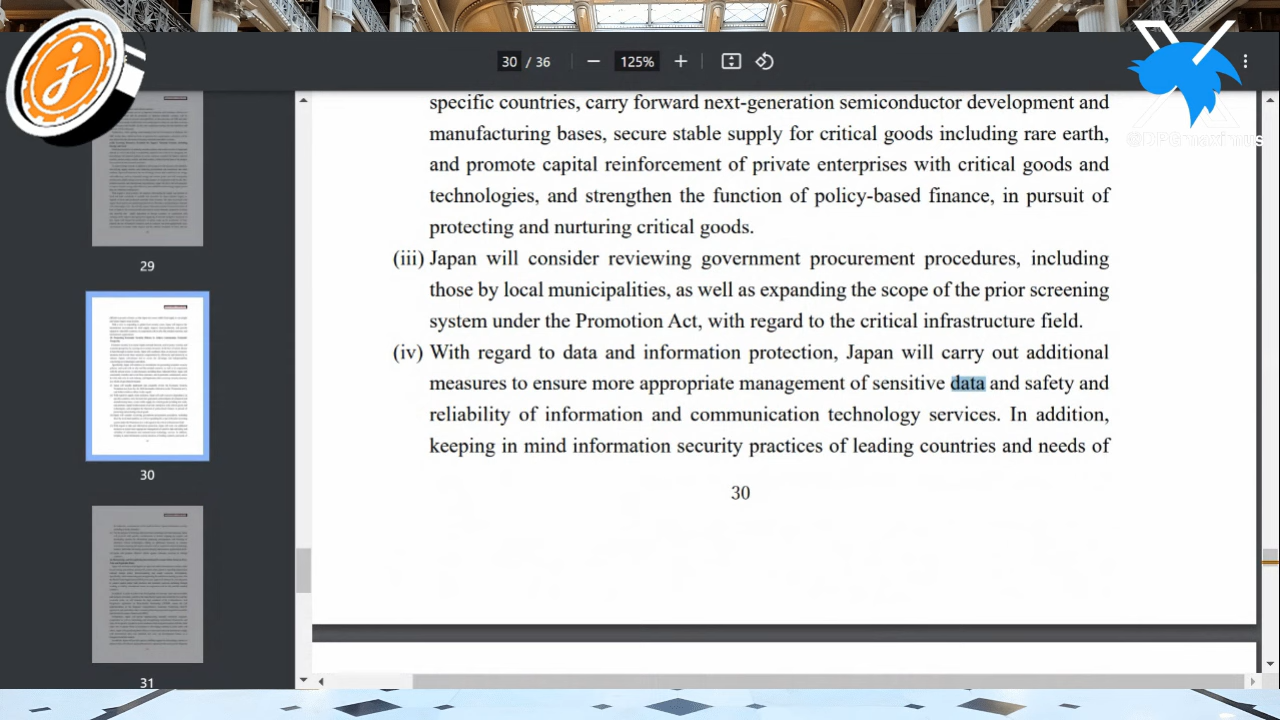 30 / 36
125%
specific countries, carry forward next-generation semiconductor development and
manufacturing bases, secure stable supply for critical goods including rare earth,
and promote capital reinforcement of private enterprises with critical goods and
technologies, and strengthen the function of policy-based finance, in pursuit of
protecting and nurturing critical goods.
(iii) Japan will consider reviewing government procurement procedures, including
those by local municipalities, as well as expanding the scope of the prior screening
system under the Promotion Act, with regard to the critical infrastructure field.
(iv) With regard to data and information protection, Japan will carry out additional
measures to ensure more appropriate management of sensitive data and safety and
reliability of information and communication technology services. In addition,
keeping in mind information security practices of leading countries and needs of
30
29
30
31